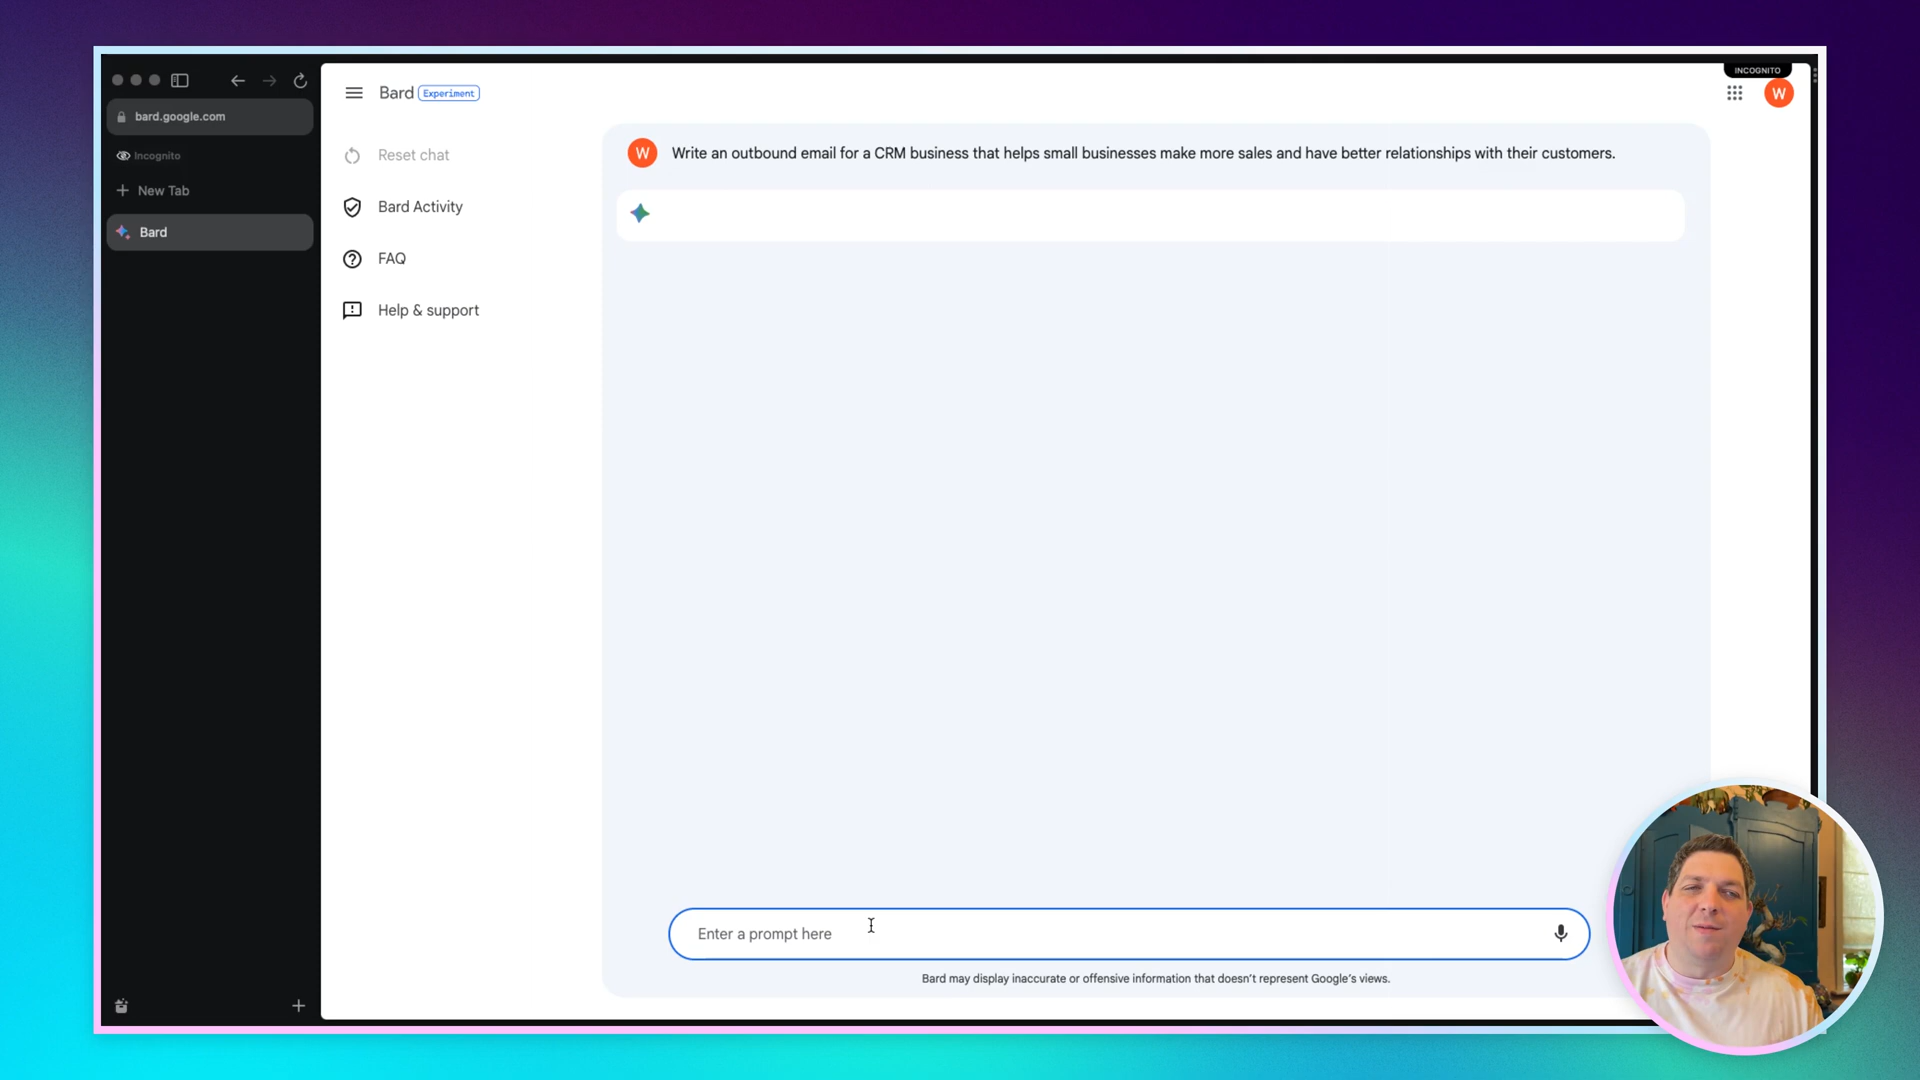 bard.google.com
Incognito
New Tab
Bard
Bard Experiment
INCOGNITO
W
Reset chat
Bard Activity
FAQ
Help & support
W
Write an outbound email for a CRM business that helps small businesses make more sales and have better relationships with their customers.
Enter a prompt here
Bard may display inaccurate or offensive information that doesn't represent Google's views.